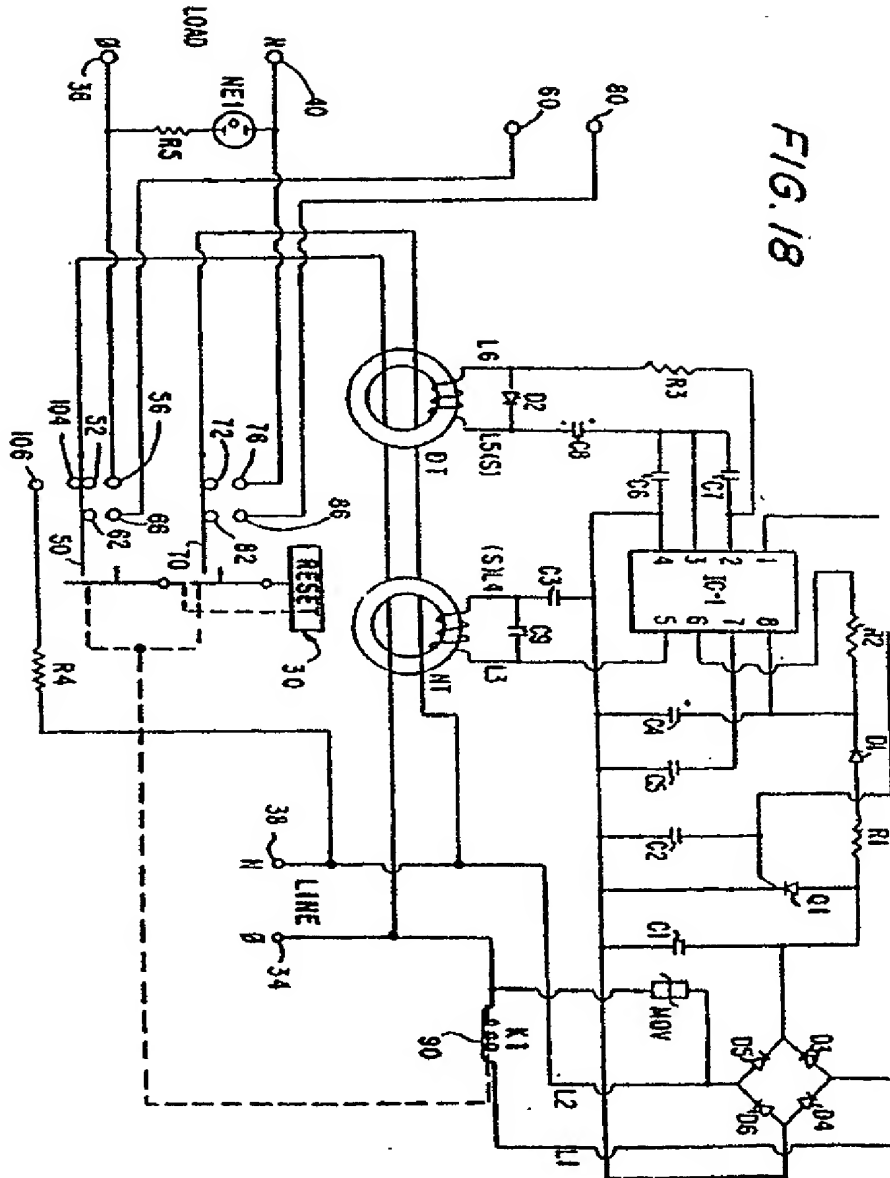 FIG. 18
LOAD
N
40
Ø
36
NE1
R5
60
80
L6
D2
L5(S)
DT
R3
C8
C6
C7
1
2
3
4
IC-1
5
6
7
8
R2
D1
R1
C4
C5
C2
Q1
C1
C3
C9
(S)L4
L3
NT
106
104
52
56
72
76
50
62
66
70
82
86
RESET
30
R4
38
N
LINE
Ø
34
K1
90
MOV
L2
L1
D5
D3
D6
D4